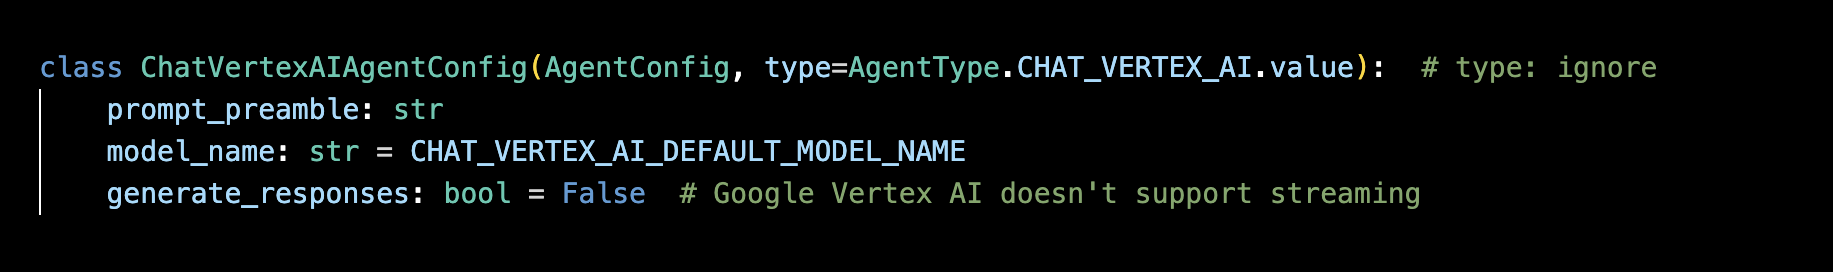 class ChatVertexAIAgentConfig(AgentConfig, type=AgentType.CHAT_VERTEX_AI.value):  # type: ignore
    prompt_preamble: str
    model_name: str = CHAT_VERTEX_AI_DEFAULT_MODEL_NAME
    generate_responses: bool = False  # Google Vertex AI doesn't support streaming